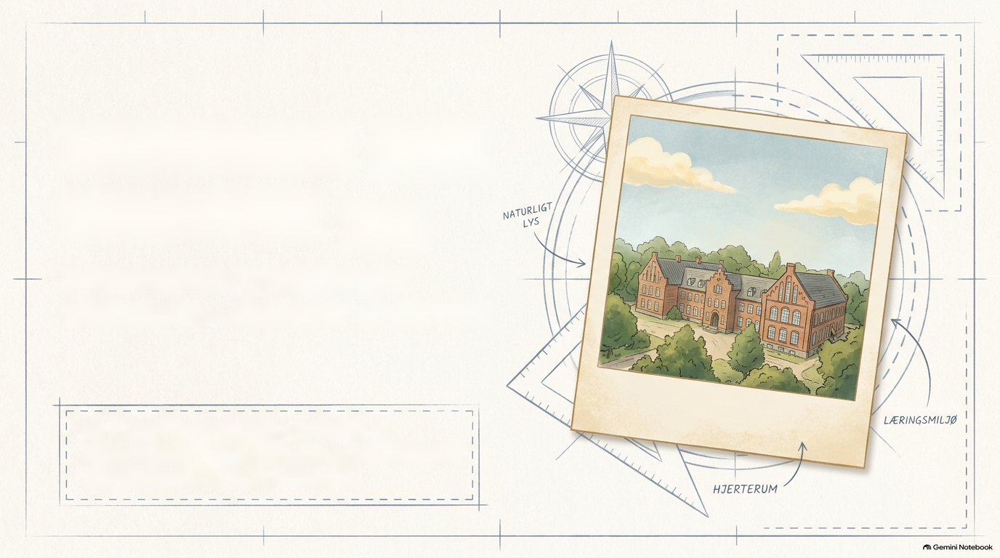 NATURLIGT
LYS
LÆRINGSMILJØ
HJERTERUM
Gemini Notebook